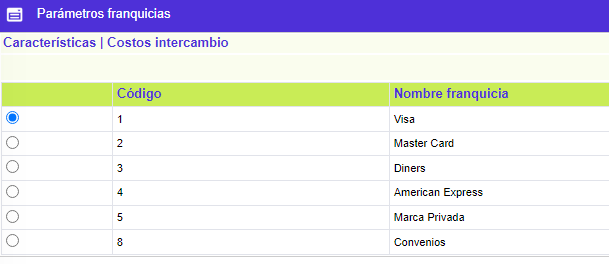 Parámetros franquicias
Características | Costos intercambio
Código Nombre franquicia
1 Visa
2 Master Card
3 Diners
4 American Express
5 Marca Privada
8 Convenios